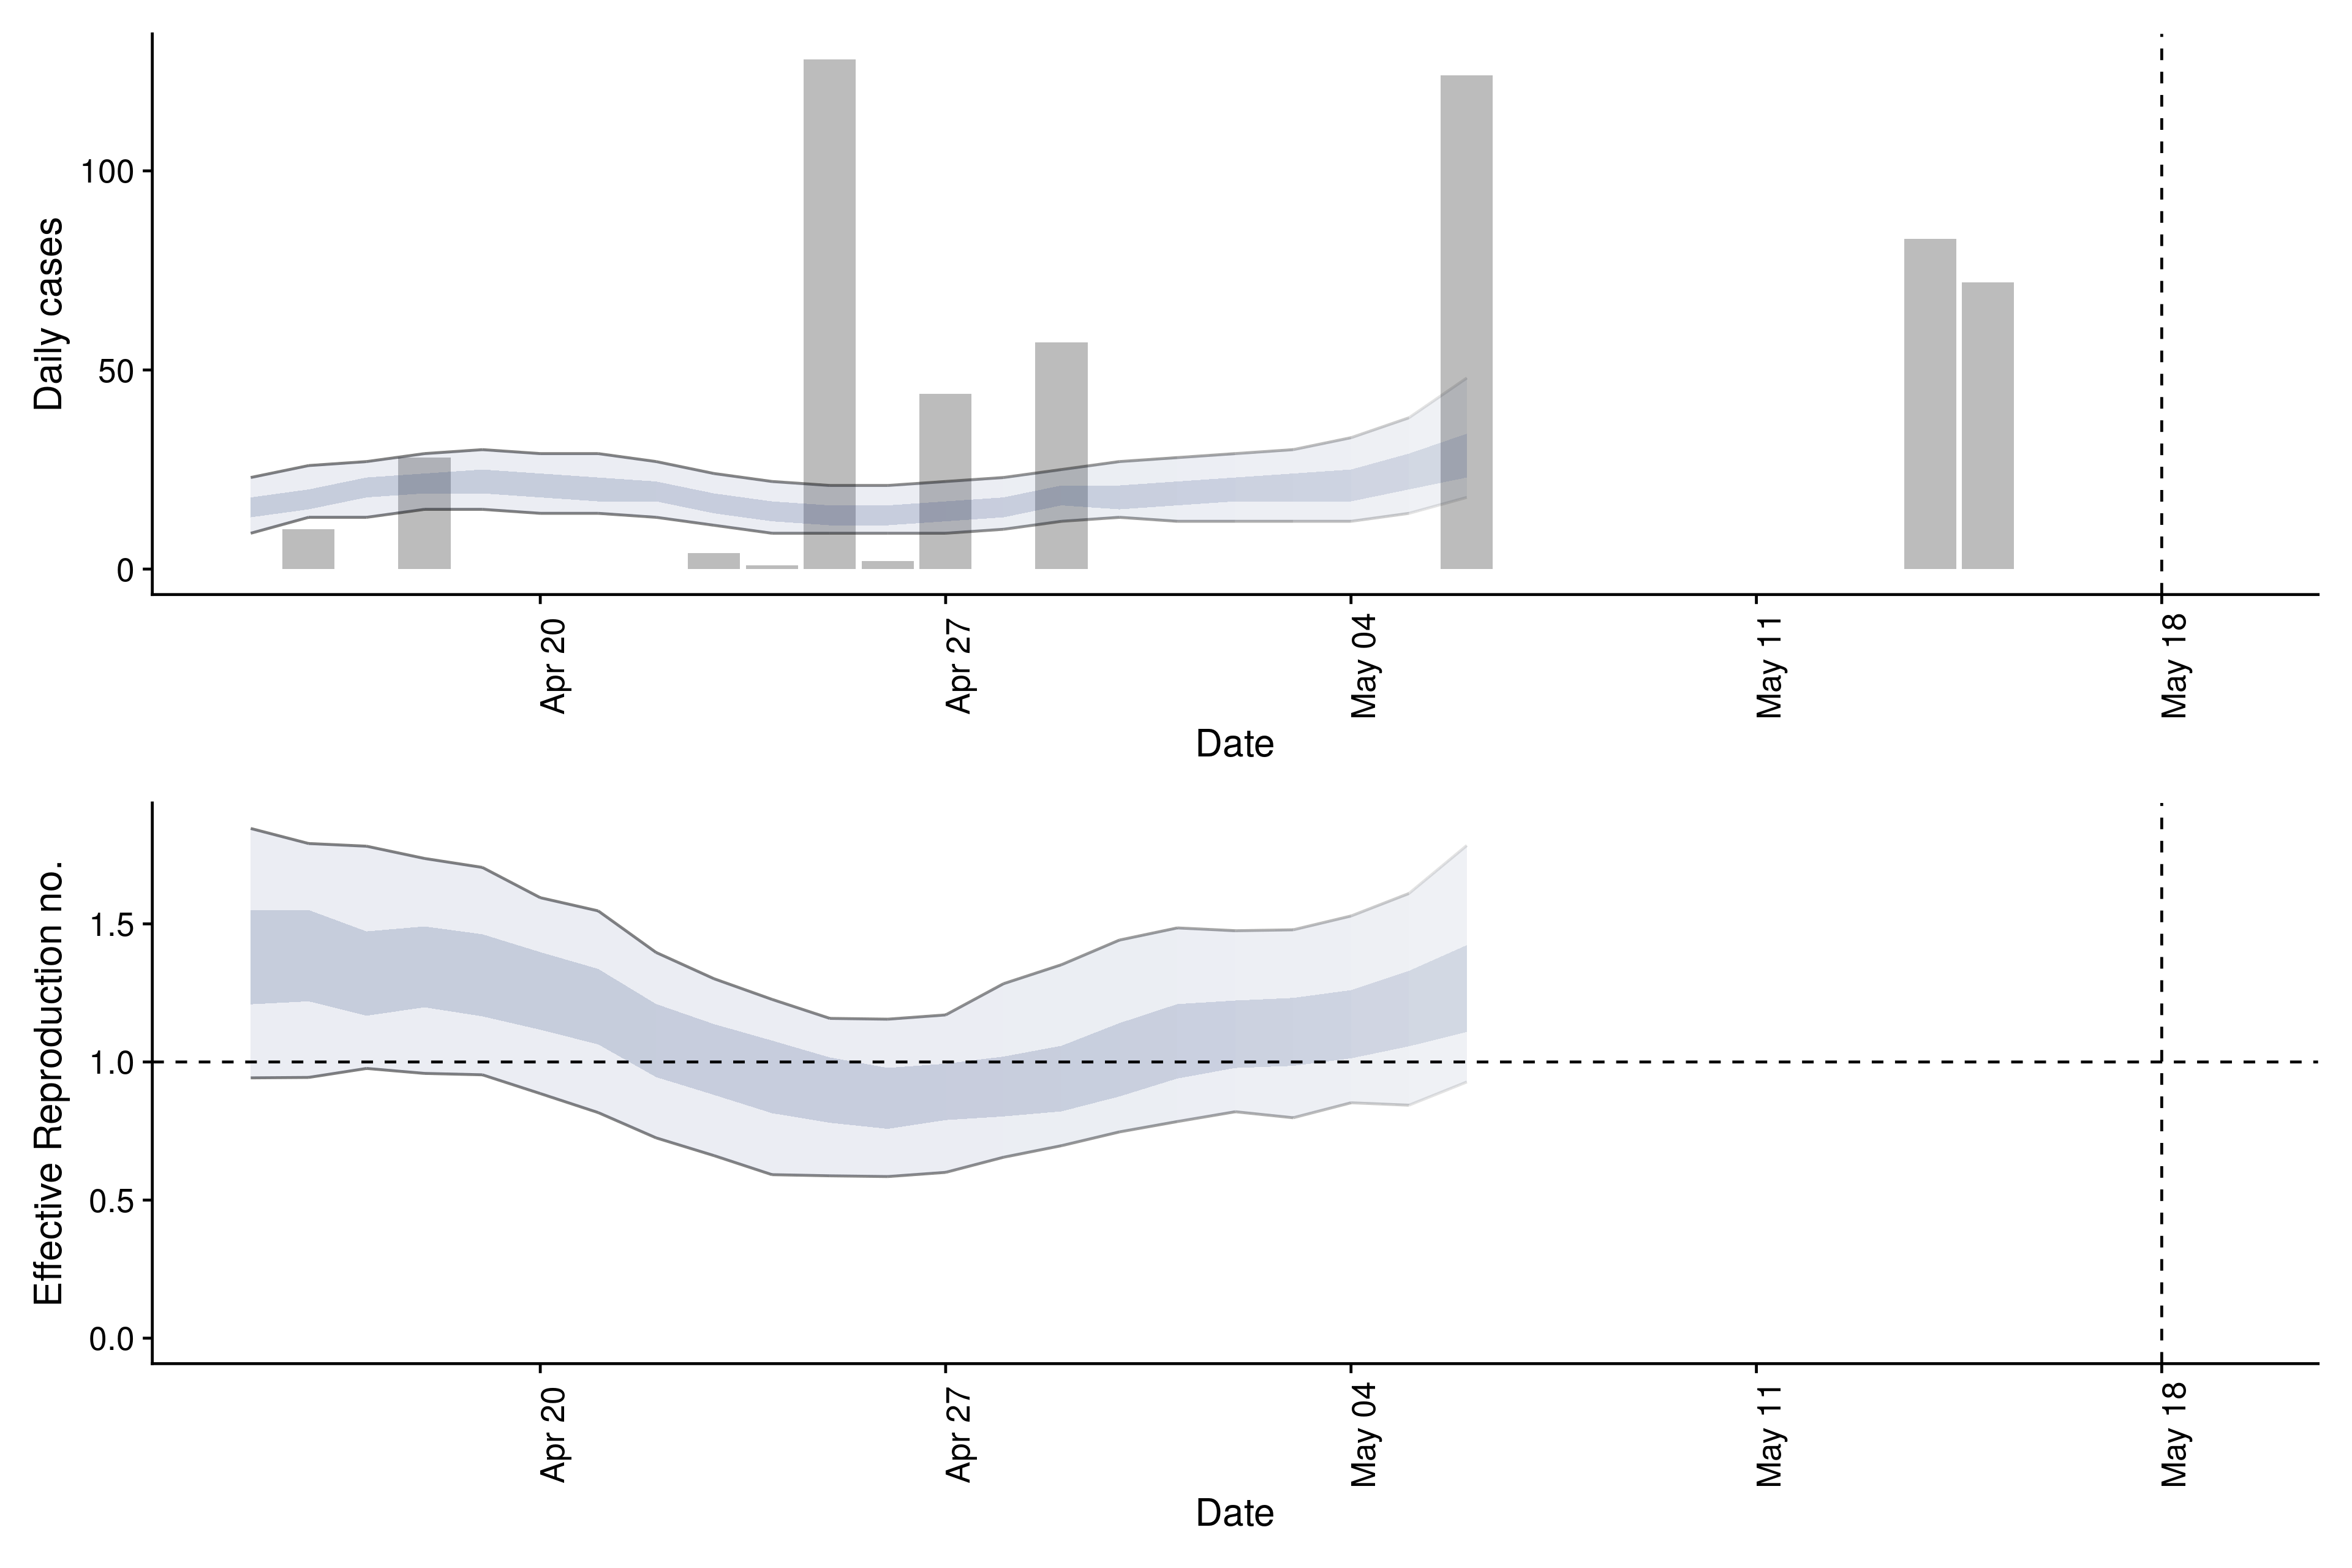 Daily cases
100
50
0
Apr 20
Apr 27
May 04
May 11
May 18
Date
Effective Reproduction no.
1.5
1.0
0.5
0.0
Apr 20
Apr 27
May 04
May 11
May 18
Date